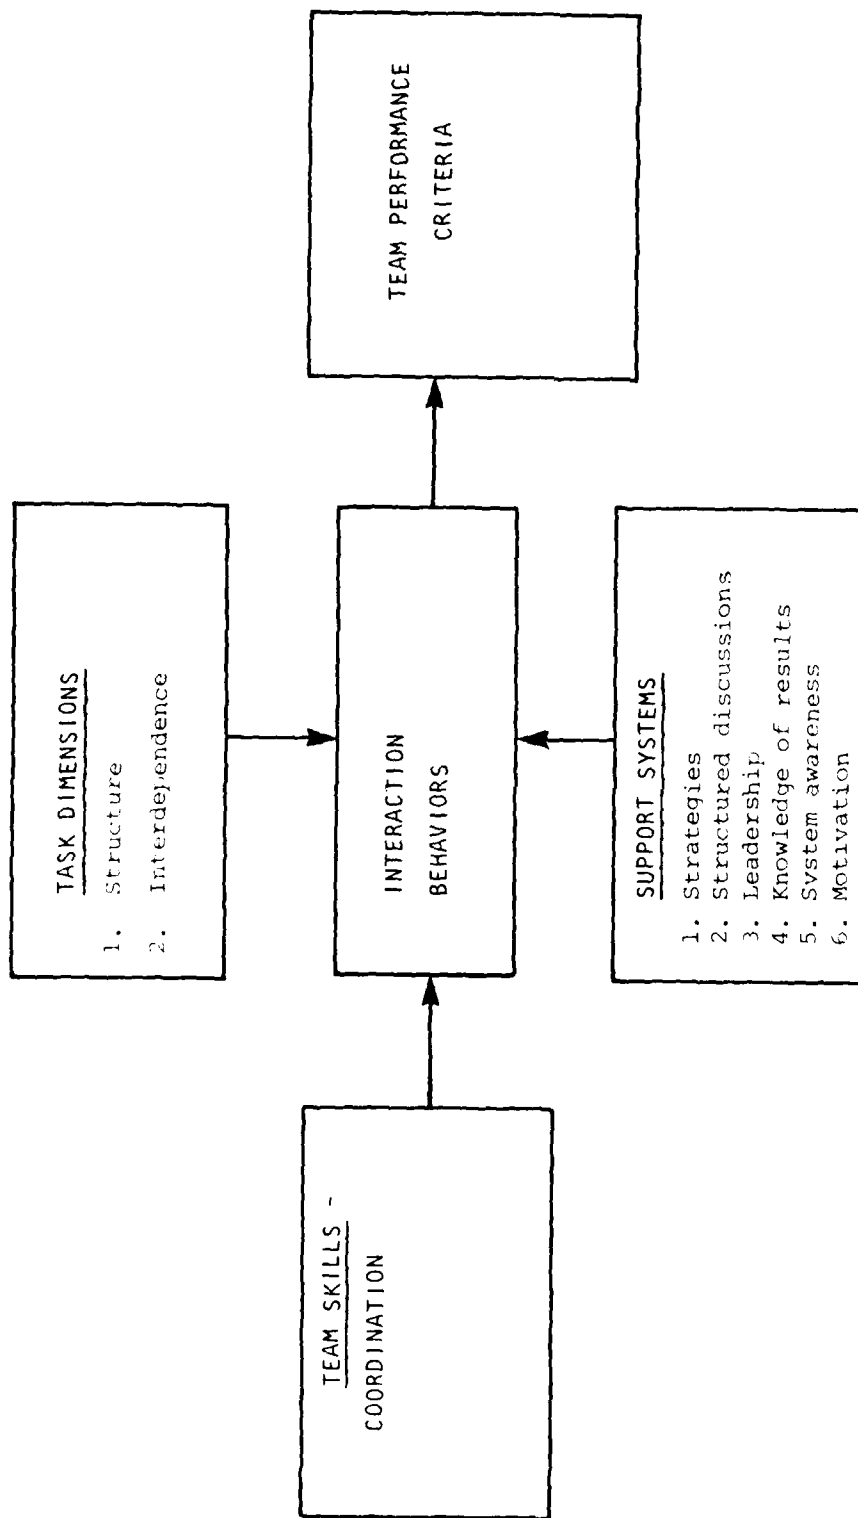 TASK DIMENSIONS
1. Structure
2. Interdependence
TEAM SKILLS -
COORDINATION
INTERACTION
BEHAVIORS
TEAM PERFORMANCE
CRITERIA
SUPPORT SYSTEMS
1. Strategies
2. Structured discussions
3. Leadership
4. Knowledge of results
5. System awareness
6. Motivation